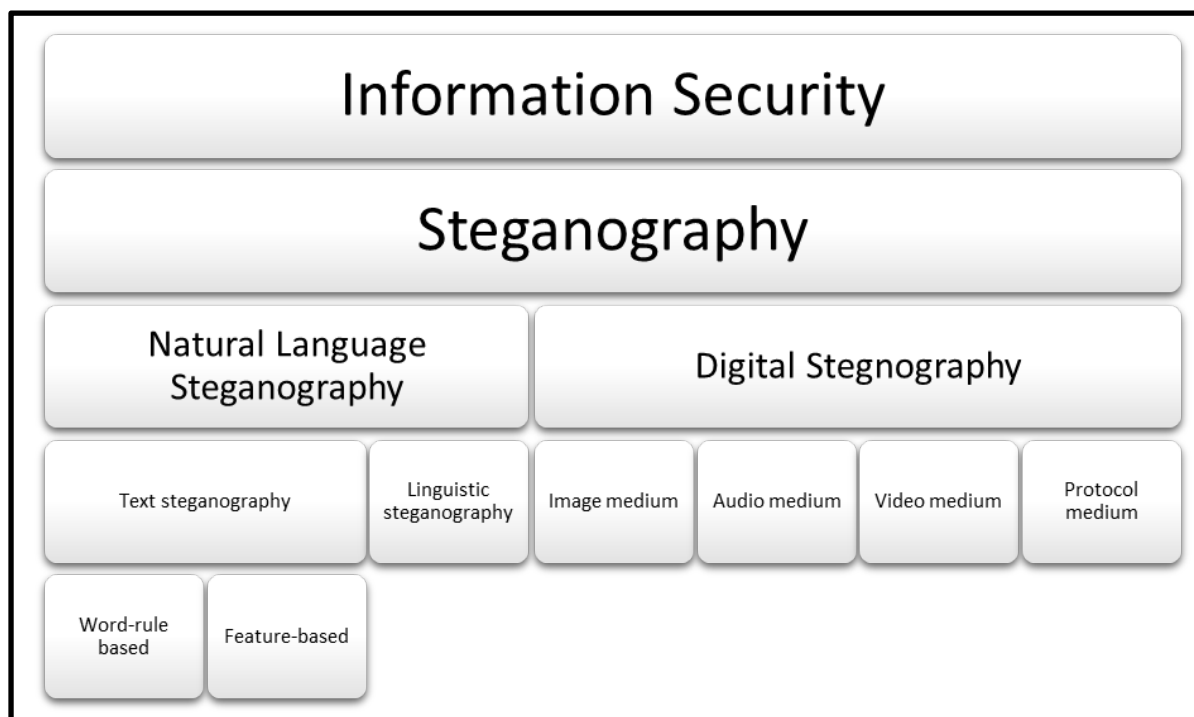 Information Security
Steganography
Natural Language
Steganography
Digital Stegnography
Text steganography
Linguistic
steganography
Image medium
Audio medium
Video medium
Protocol
medium
Word-rule
based
Feature-based